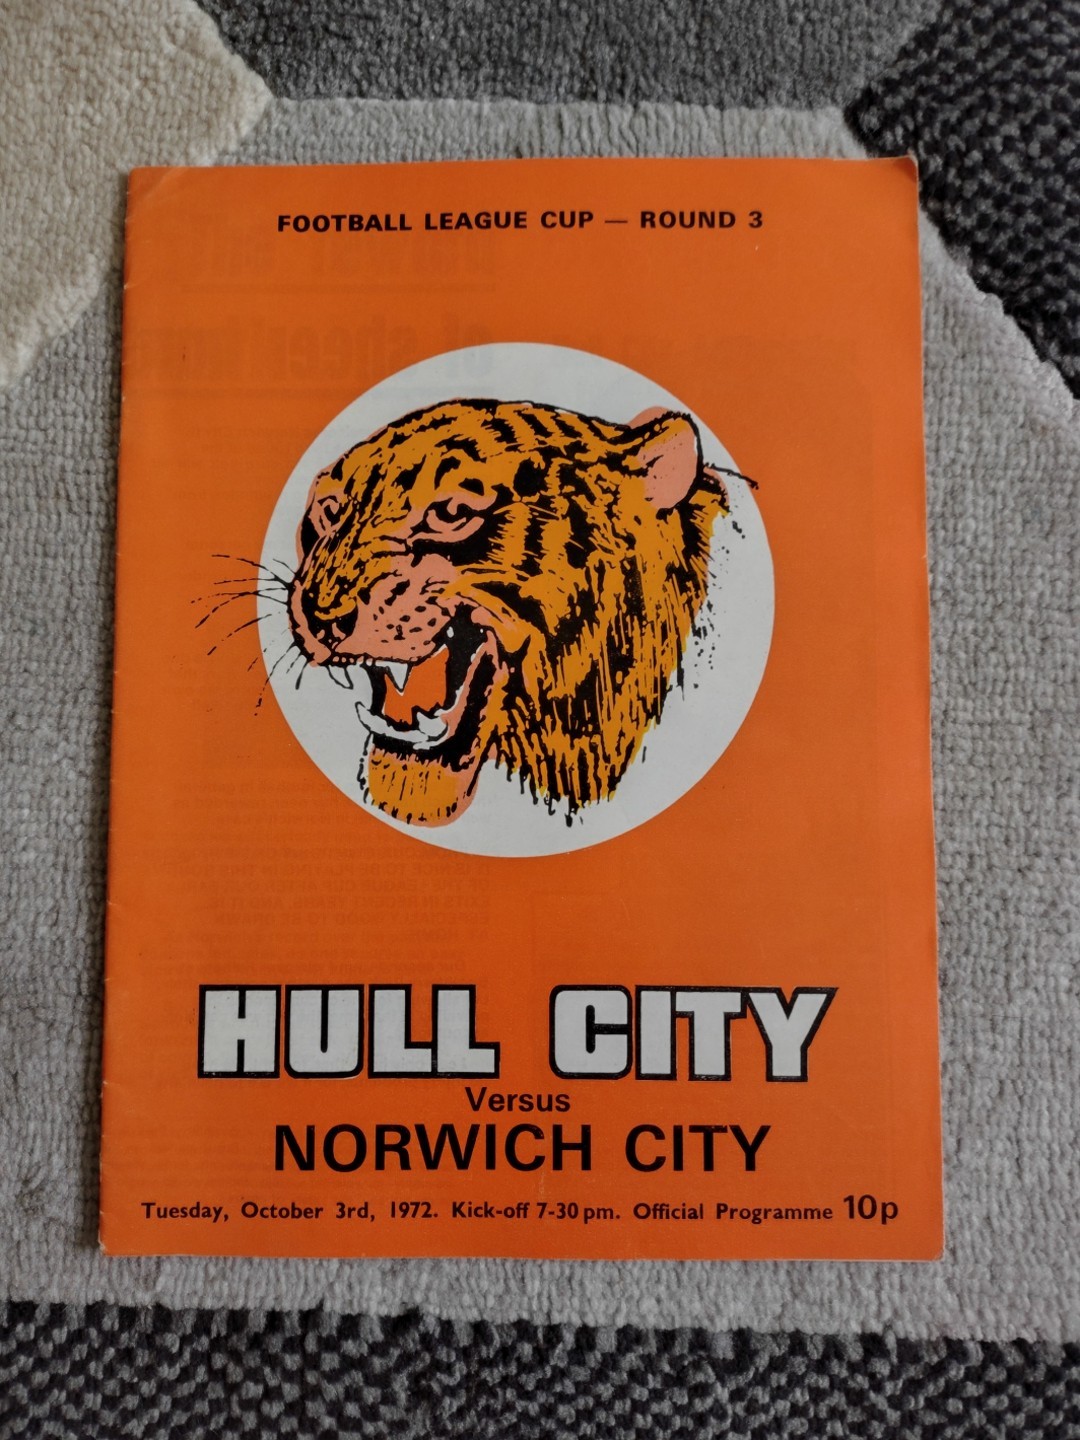 FOOTBALL LEAGUE CUP — ROUND 3
HULL CITY
Versus
NORWICH CITY
Tuesday, October 3rd, 1972. Kick-off 7-30 pm. Official Programme 10p